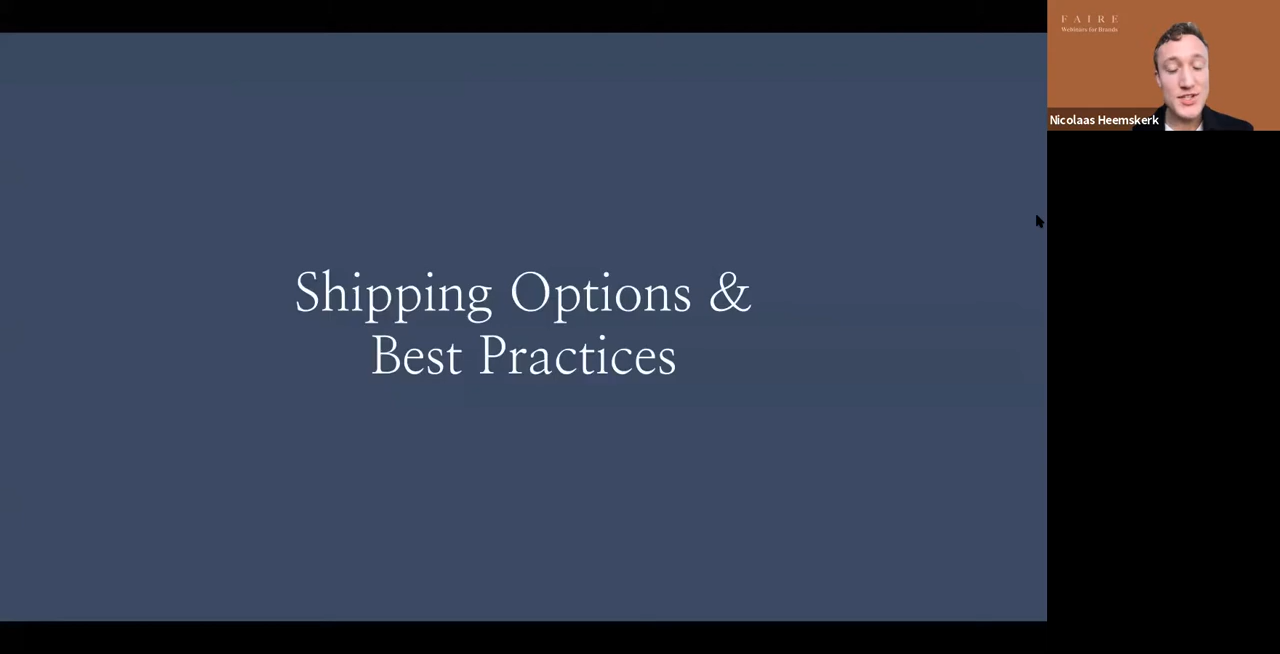 Shipping Options &
Best Practices
FAIRE
Webinars for Brands
Nicolaas Heemskerk